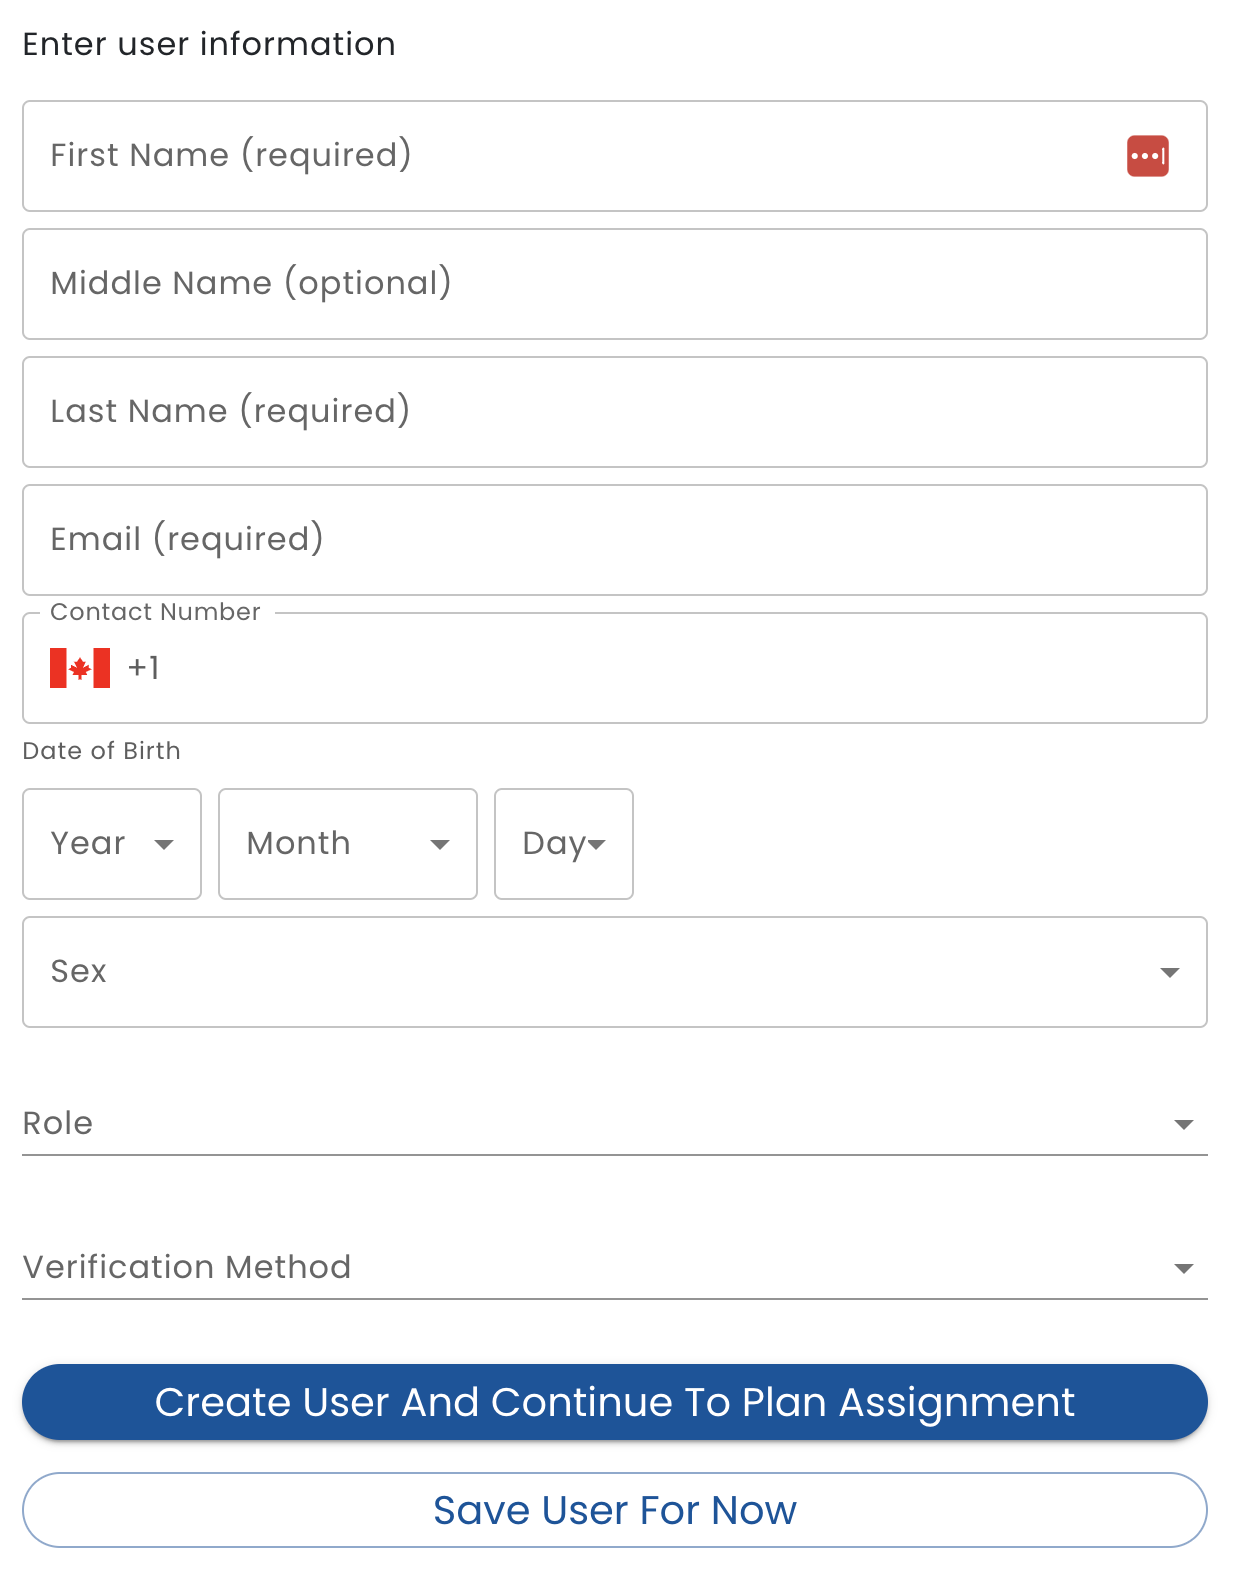 Enter user information
First Name (required)
Middle Name (optional)
Last Name (required)
Email (required)
Contact Number
+1
Date of Birth
Year Month Day
Sex
Role
Verification Method
Create User And Continue To Plan Assignment
Save User For Now